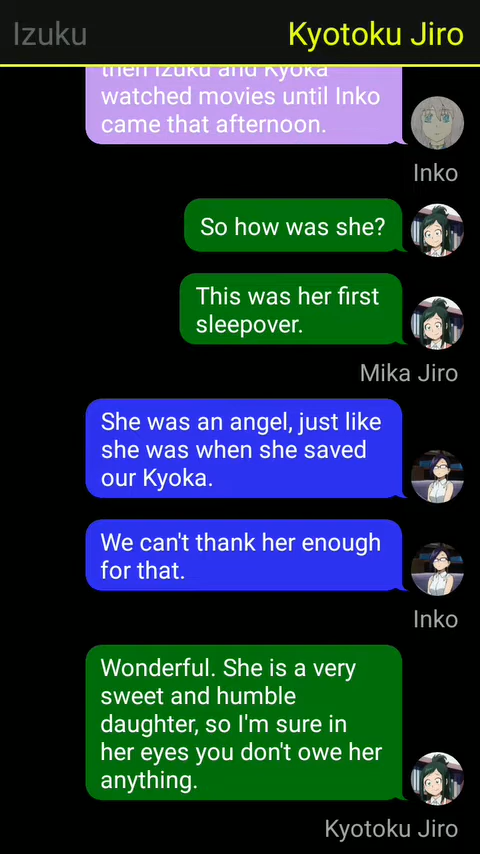 Izuku
Kyotoku Jiro
then Izuku and Kyoka
watched movies until Inko
came that afternoon.
Inko
So how was she?
This was her first
sleepover.
Mika Jiro
She was an angel, just like
she was when she saved
our Kyoka.
We can't thank her enough
for that.
Inko
Wonderful. She is a very
sweet and humble
daughter, so I'm sure in
her eyes you don't owe her
anything.
Kyotoku Jiro